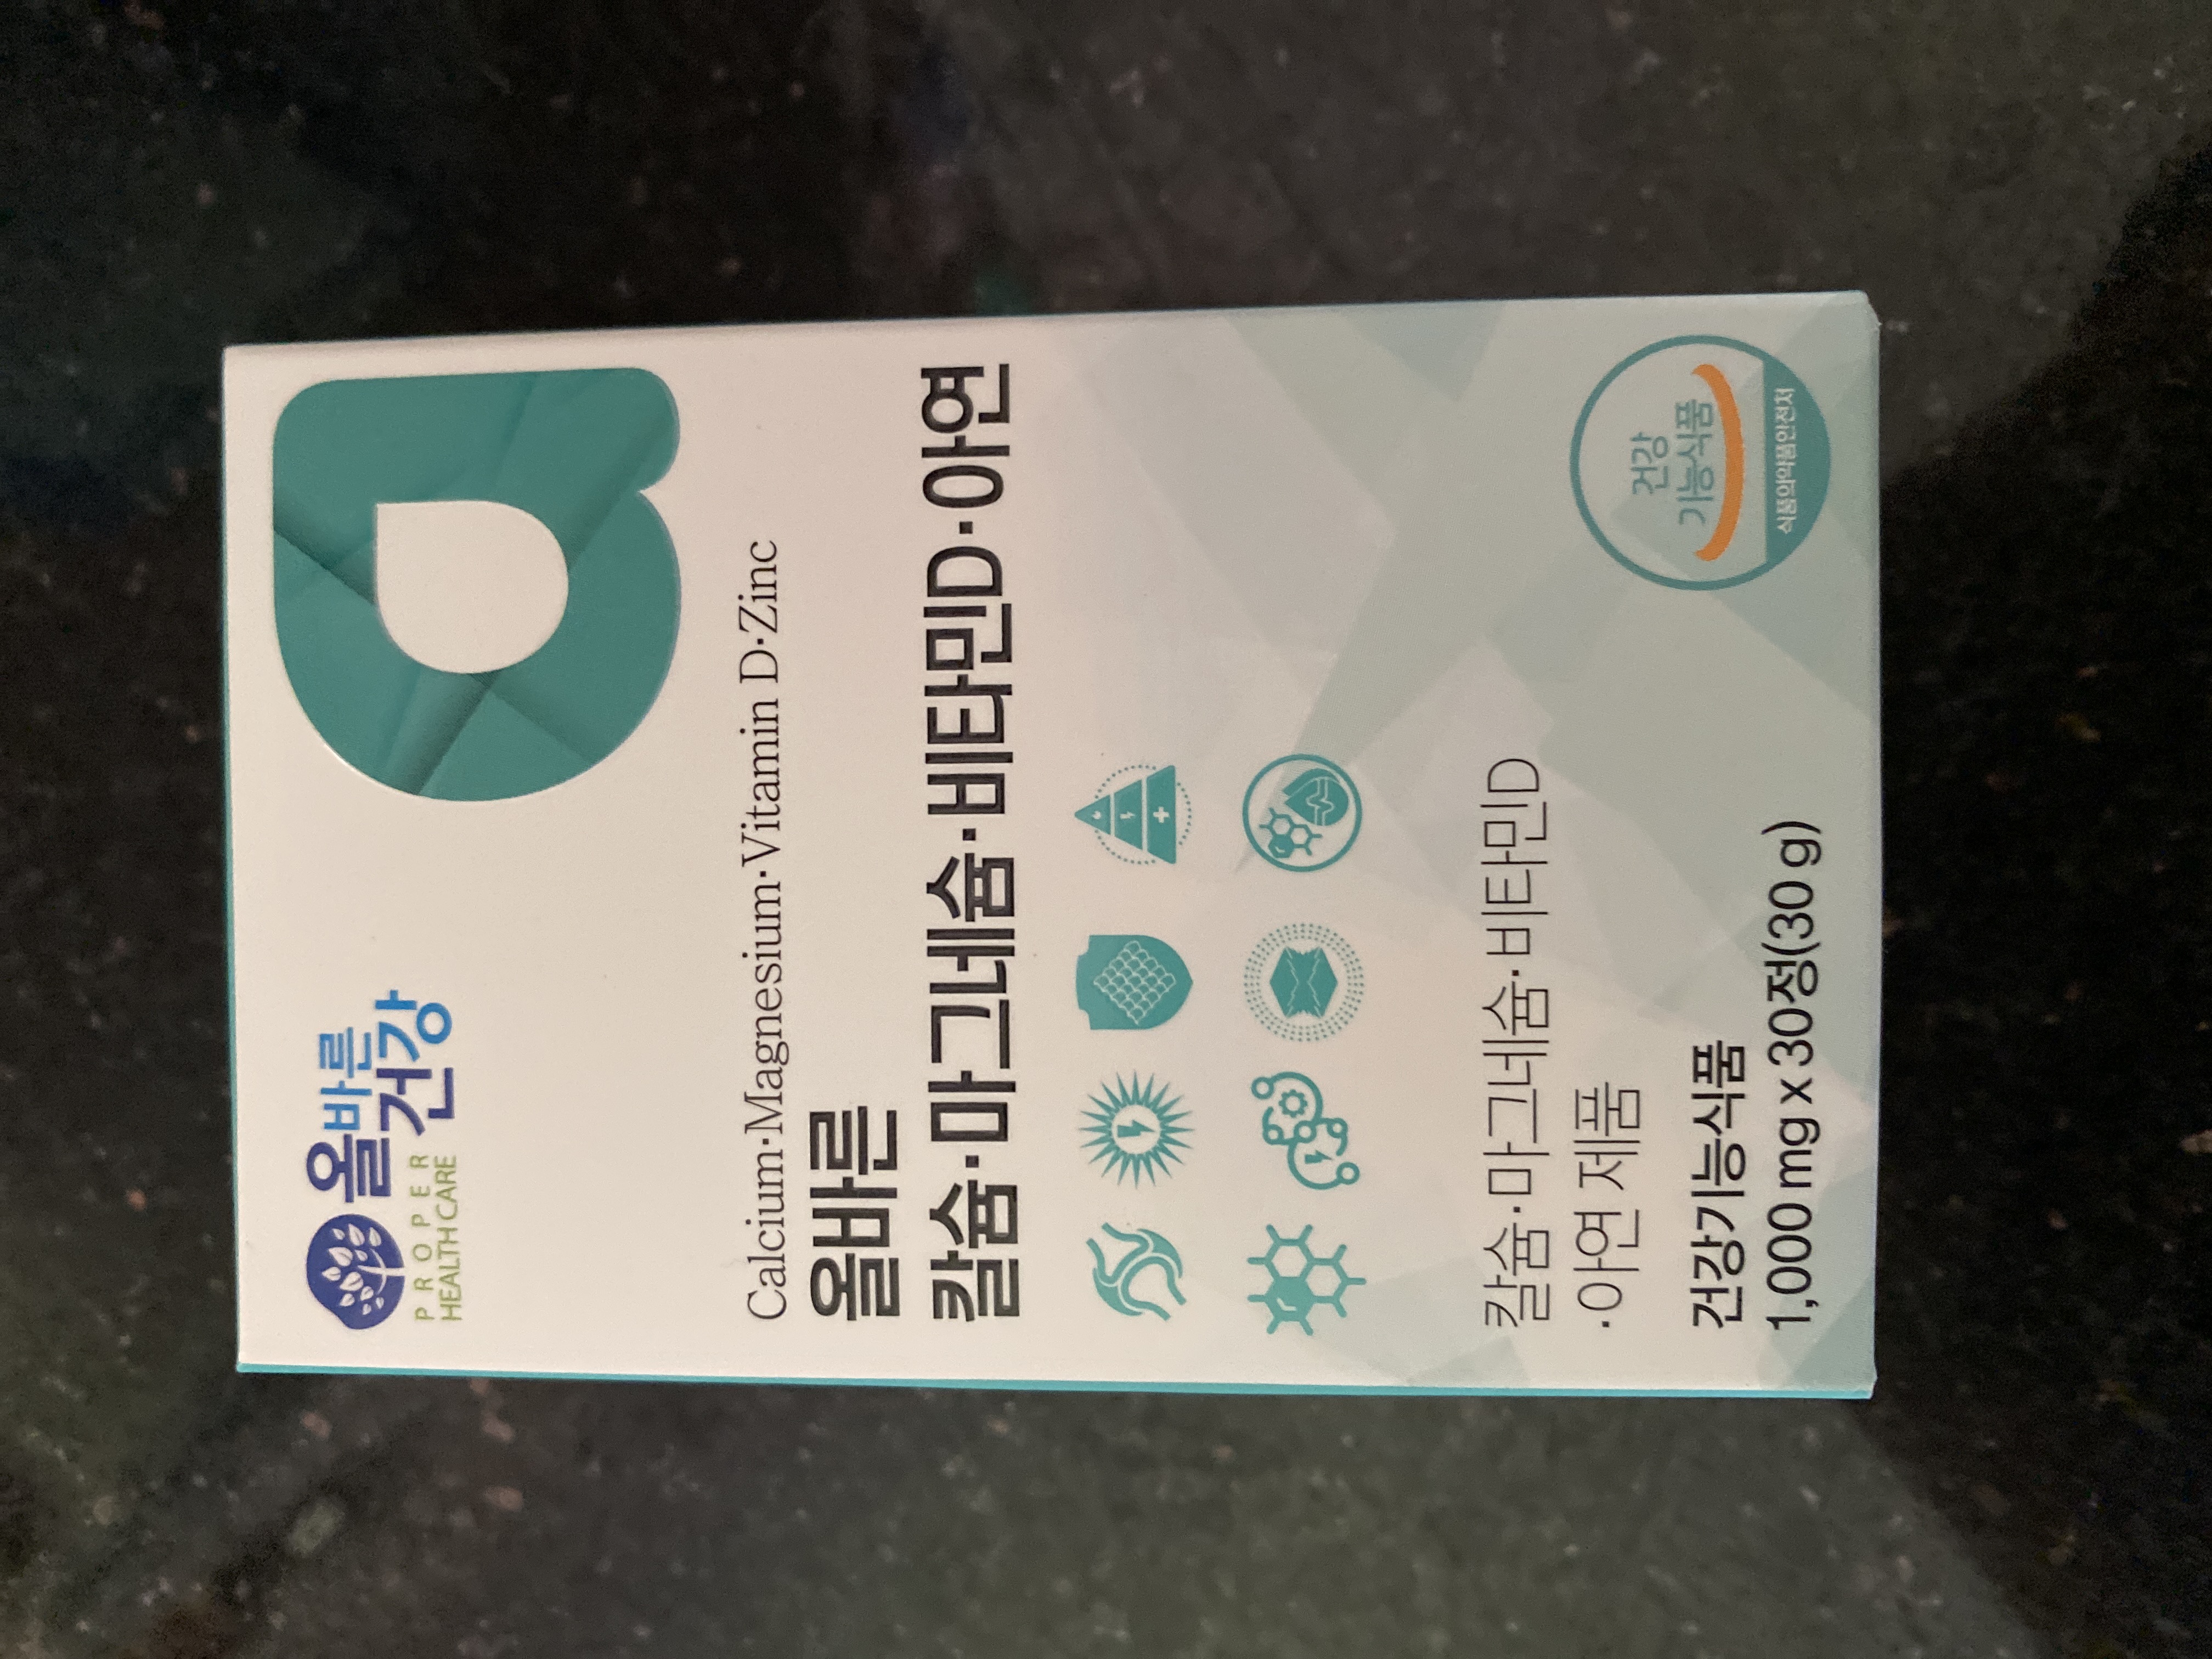 올바른
건강
PROPER
HEALTHCARE
Calcium·Magnesium·Vitamin D·Zinc
올바른
칼슘·마그네슘·비타민D·아연
칼슘·마그네슘·비타민D
·아연 제품
건강기능식품
1,000 mg x 30정(30 g)
건강
기능식품
식품의약품안전처